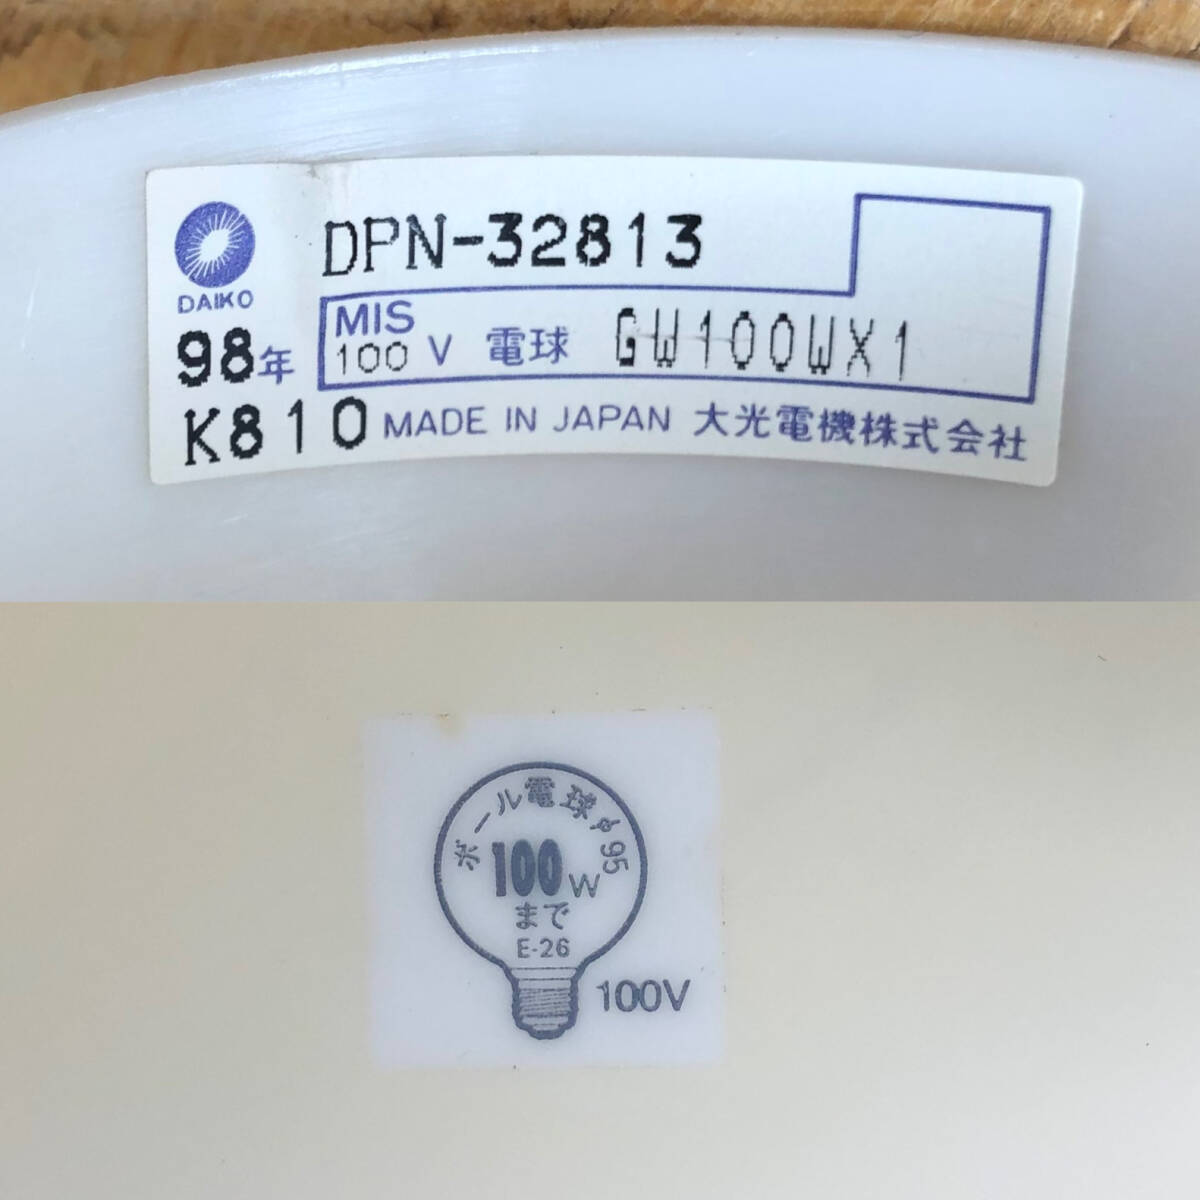 DPN-32813
DAIKO
MIS
98年
100 V 電球 GW100WX1
K810 MADE IN JAPAN 大光電機株式会社
ボール電球φ95
100W
まで
E-26
100V